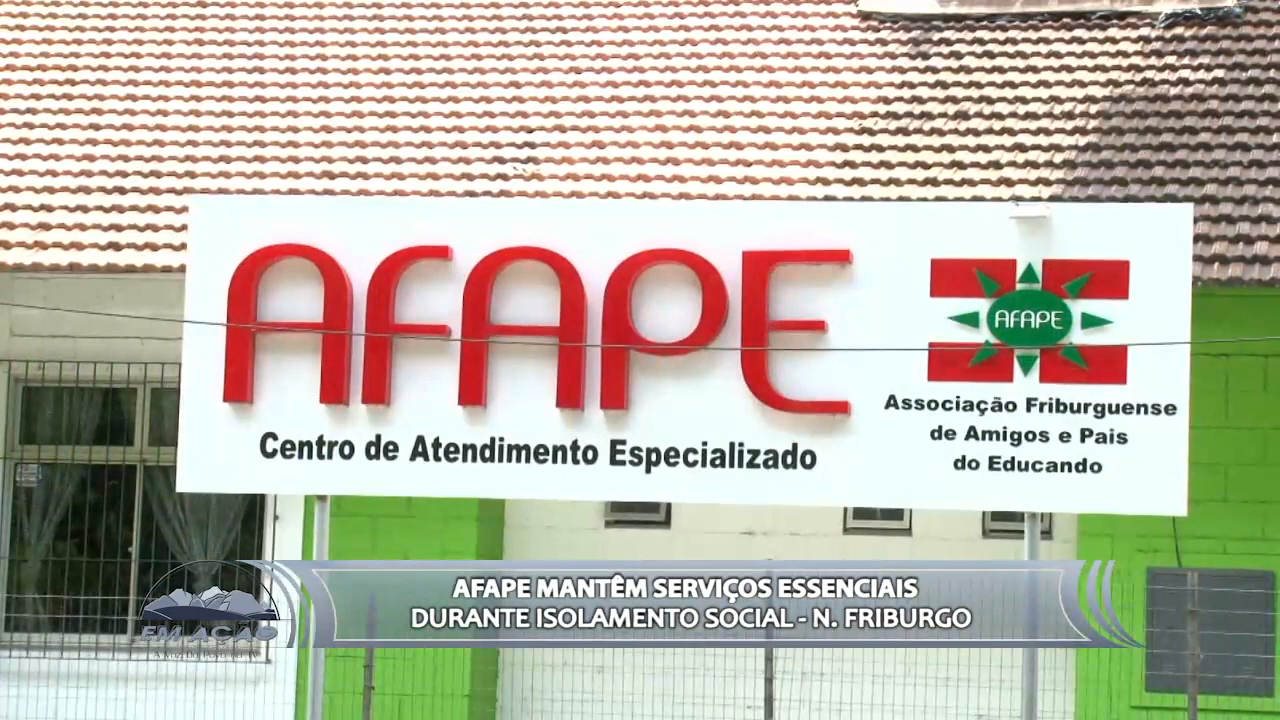 AFAPE
Centro de Atendimento Especializado
AFAPE
Associação Friburguense
de Amigos e Pais
do Educando
AFAPE MANTÊM SERVIÇOS ESSENCIAIS
DURANTE ISOLAMENTO SOCIAL - N. FRIBURGO
EM AÇÃO